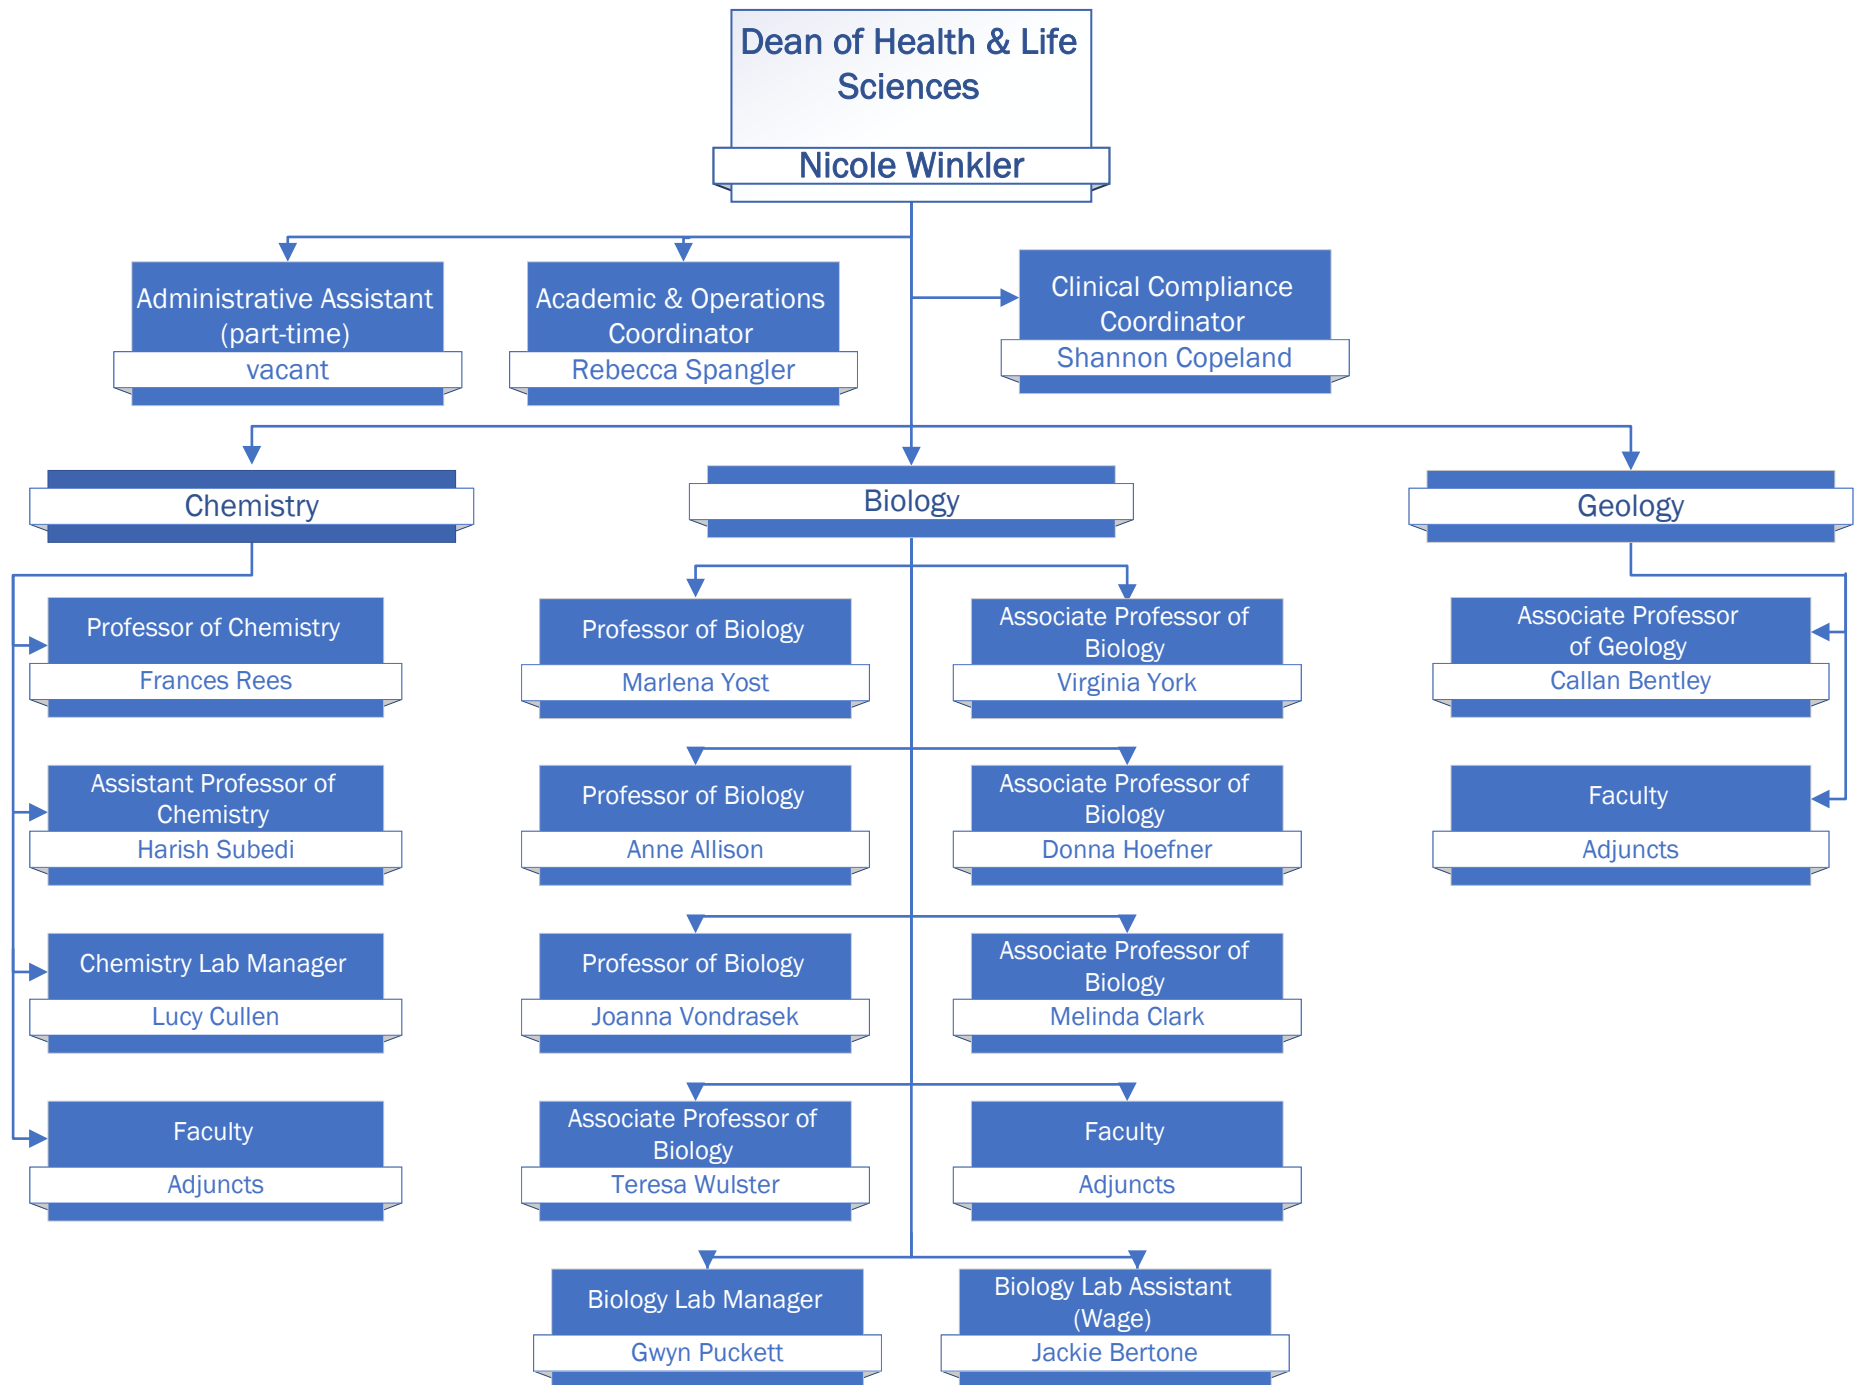 Dean of Health & Life
Sciences
Nicole Winkler
Administrative Assistant
(part-time)
vacant
Academic & Operations
Coordinator
Rebecca Spangler
Clinical Compliance
Coordinator
Shannon Copeland
Chemistry
Biology
Geology
Professor of Chemistry
Frances Rees
Assistant Professor of
Chemistry
Harish Subedi
Chemistry Lab Manager
Lucy Cullen
Faculty
Adjuncts
Professor of Biology
Marlena Yost
Associate Professor of
Biology
Virginia York
Professor of Biology
Anne Allison
Associate Professor of
Biology
Donna Hoefner
Professor of Biology
Joanna Vondrasek
Associate Professor of
Biology
Melinda Clark
Associate Professor of
Biology
Teresa Wulster
Faculty
Adjuncts
Biology Lab Manager
Gwyn Puckett
Biology Lab Assistant
(Wage)
Jackie Bertone
Associate Professor
of Geology
Callan Bentley
Faculty
Adjuncts